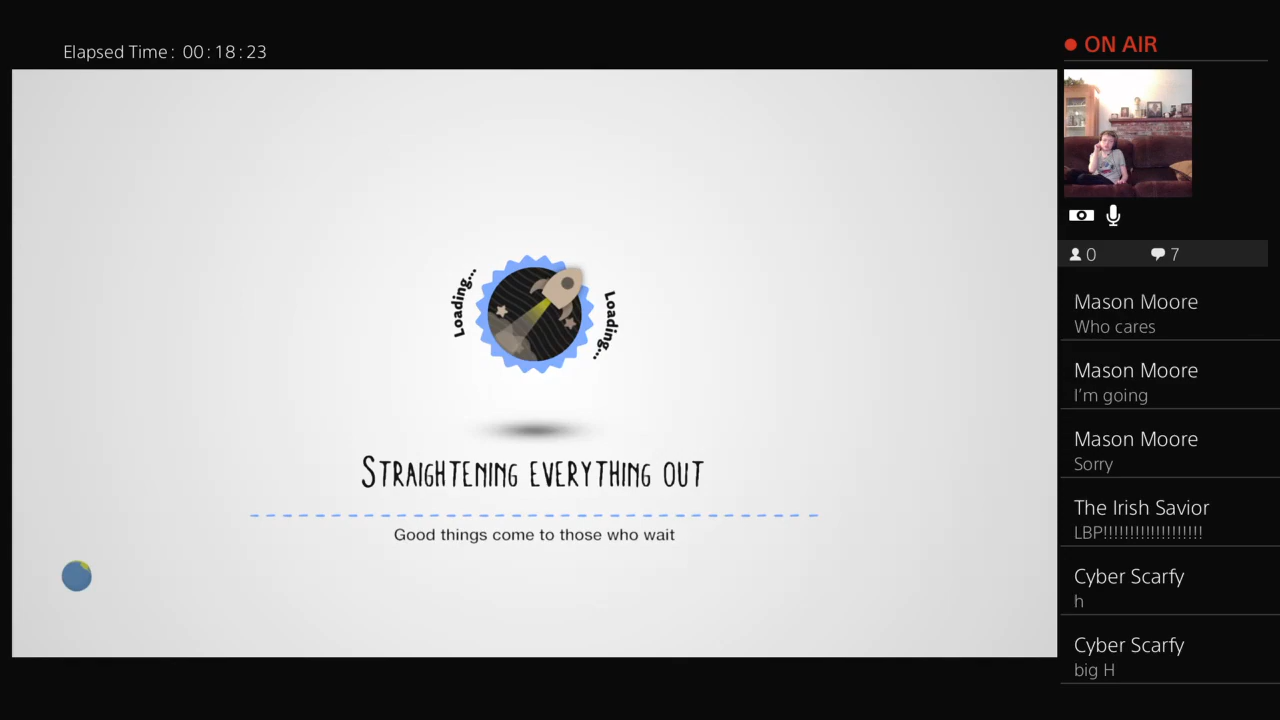 Elapsed Time: 00:18:23
ON AIR
Loading...
Loading...
STRAIGHTENING EVERYTHING OUT
Good things come to those who wait
0 7
Mason Moore
Who cares
Mason Moore
I'm going
Mason Moore
Sorry
The Irish Savior
LBP!!!!!!!!!!!!!!!!!!!
Cyber Scarfy
h
Cyber Scarfy
big H